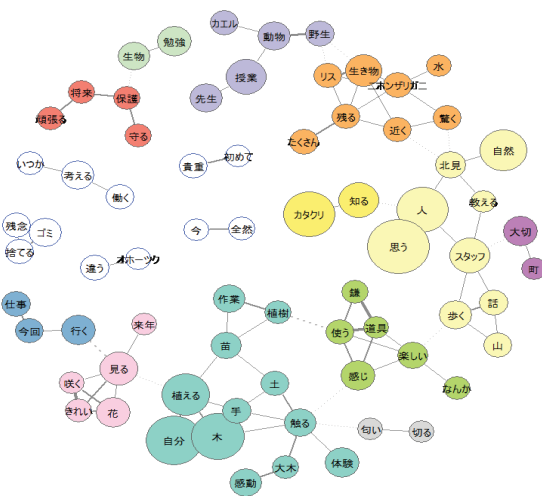 カエル
動物
野生
勉強
生物
授業
先生
将来
保護
頑張る
守る
リス
生き物
水
ニホンザリガニ
残る
近く
驚く
たくさん
北見
自然
いつか
考える
働く
貴重
初めて
カタクリ
知る
人
教える
思う
スタッフ
大切
町
残念
ゴミ
捨てる
今
全然
違う
オホーツク
仕事
今回
行く
来年
見る
咲く
きれい
花
作業
植樹
苗
植える
土
手
自分
木
触る
大木
感動
体験
鎌
使う
道具
感じ
楽しい
なんか
歩く
話
山
匂い
切る